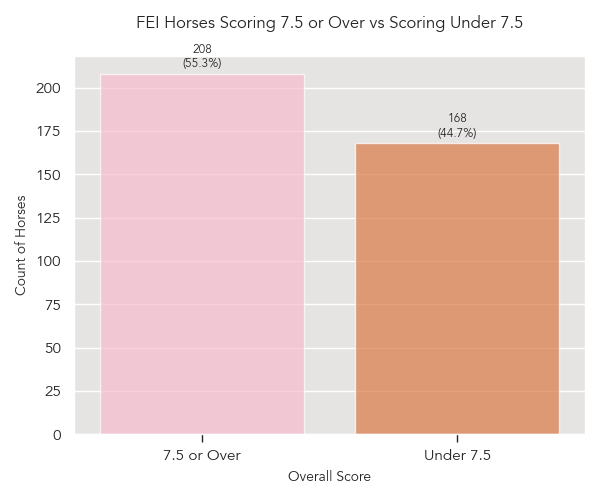 FEI Horses Scoring 7.5 or Over vs Scoring Under 7.5
208
(55.3%)
168
(44.7%)
200
175
150
125
100
75
50
25
0
Count of Horses
7.5 or Over
Under 7.5
Overall Score